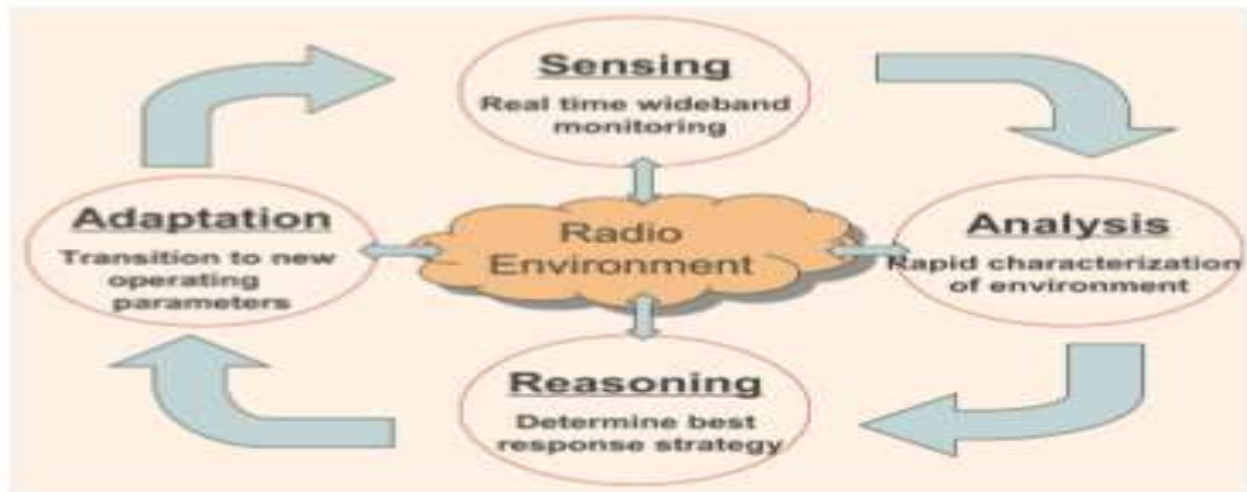 Sensing
Real time wideband
monitoring
Adaptation
Transition to new
operating
parameters
Radio
Environment
Analysis
Rapid characterization
of environment
Reasoning
Determine best
response strategy